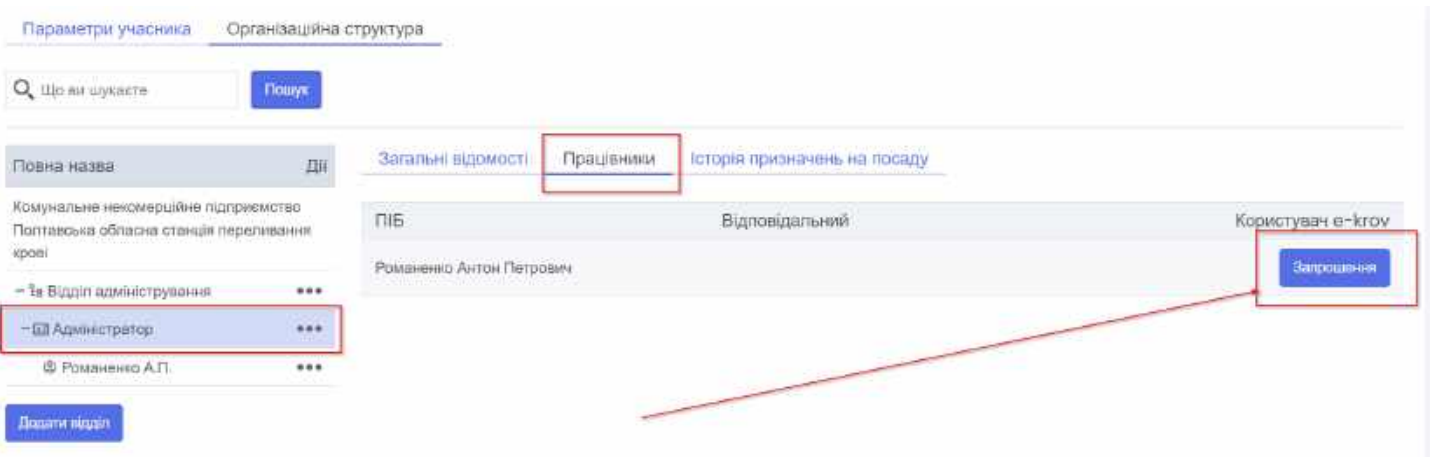 Параметри учасника Організаційна структура
Що ви шукаєте Пошук
Повна назва Дії
Комунальне некомерційне підприємство
Полтавська обласна станція переливання
крові
Відділ адміністрування
Адміністратор
Романенко А.П.
Додати відділ
Загальні відомості Працівники Історія призначень на посаду
ПІБ Відповідальний Користувач e-krov
Романенко Антон Петрович Запрошення